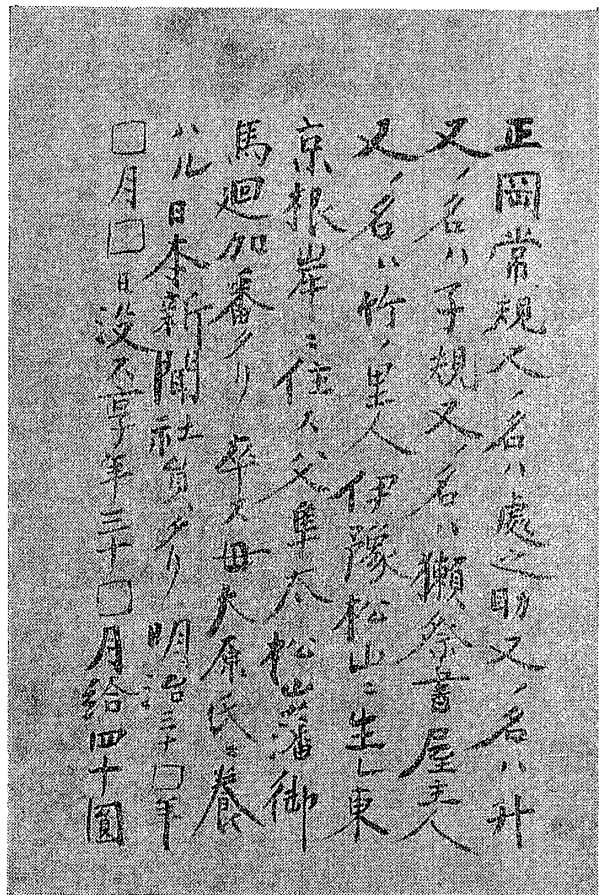 正岡常規又ノ名ハ處之助又ノ名ハ升
又ノ名ハ子規又ノ名ハ獺祭書屋主人
又ノ名ハ竹ノ里人伊豫松山ニ生レ東
京根岸ニ住ス父隼太松山藩御
馬廻加番タリ卒ス母大原氏ニ養
ハル日本新聞社員タリ明治三十□年
□月□日没ス享年三十□月給四十圓